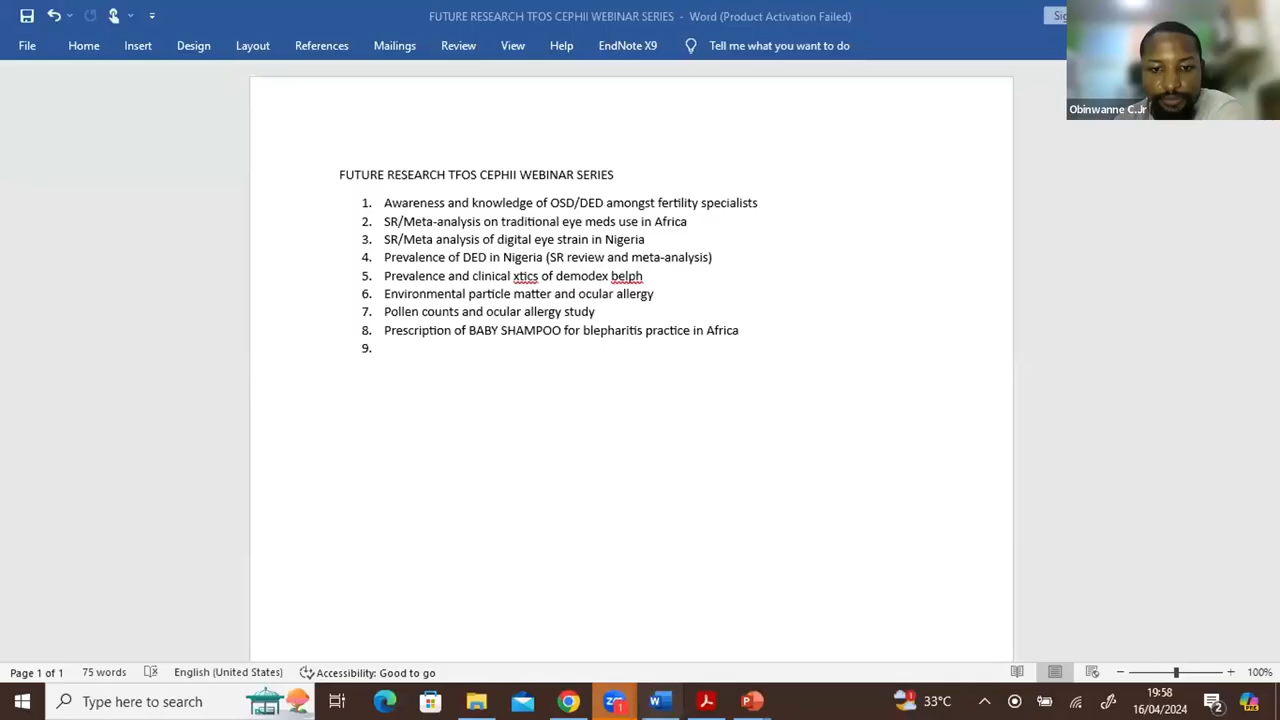 FUTURE RESEARCH TFOS CEPHII WEBINAR SERIES - Word (Product Activation Failed)
File Home Insert Design Layout References Mailings Review View Help EndNote X9 Tell me what you want to do
Obinwanne C.Jr
FUTURE RESEARCH TFOS CEPHII WEBINAR SERIES
1. Awareness and knowledge of OSD/DED amongst fertility specialists
2. SR/Meta-analysis on traditional eye meds use in Africa
3. SR/Meta analysis of digital eye strain in Nigeria
4. Prevalence of DED in Nigeria (SR review and meta-analysis)
5. Prevalence and clinical xtics of demodex belph
6. Environmental particle matter and ocular allergy
7. Pollen counts and ocular allergy study
8. Prescription of BABY SHAMPOO for blepharitis practice in Africa
9.
Page 1 of 1 75 words English (United States) Accessibility: Good to go 100%
Type here to search 33°C 19:58
16/04/2024 2